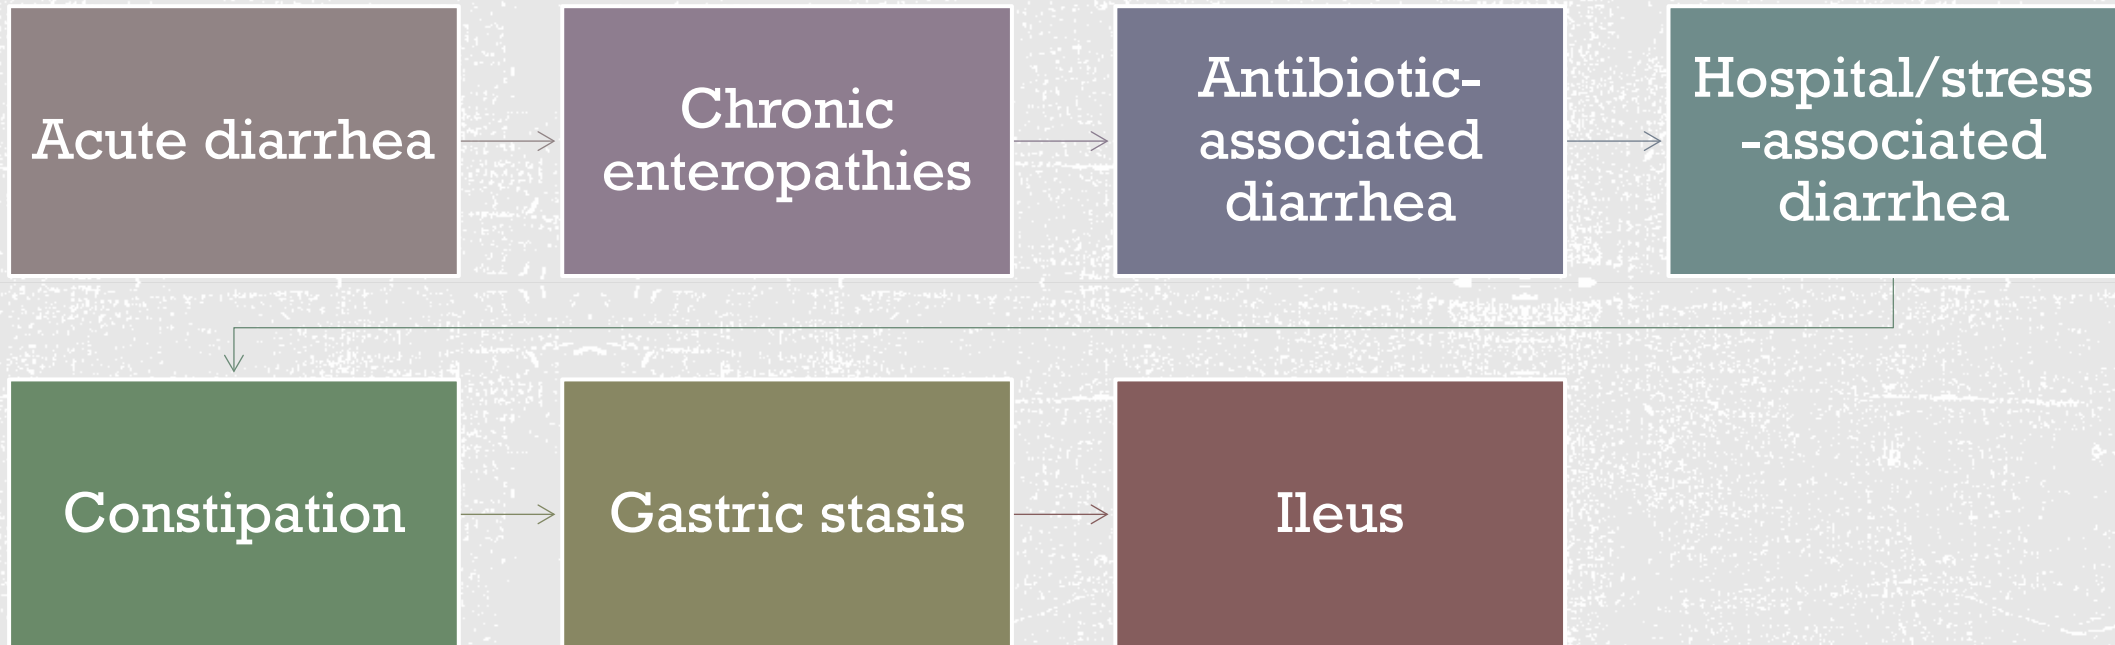 Acute diarrhea
Chronic
enteropathies
Antibiotic-
associated
diarrhea
Hospital/stress
-associated
diarrhea
Constipation
Gastric stasis
Ileus